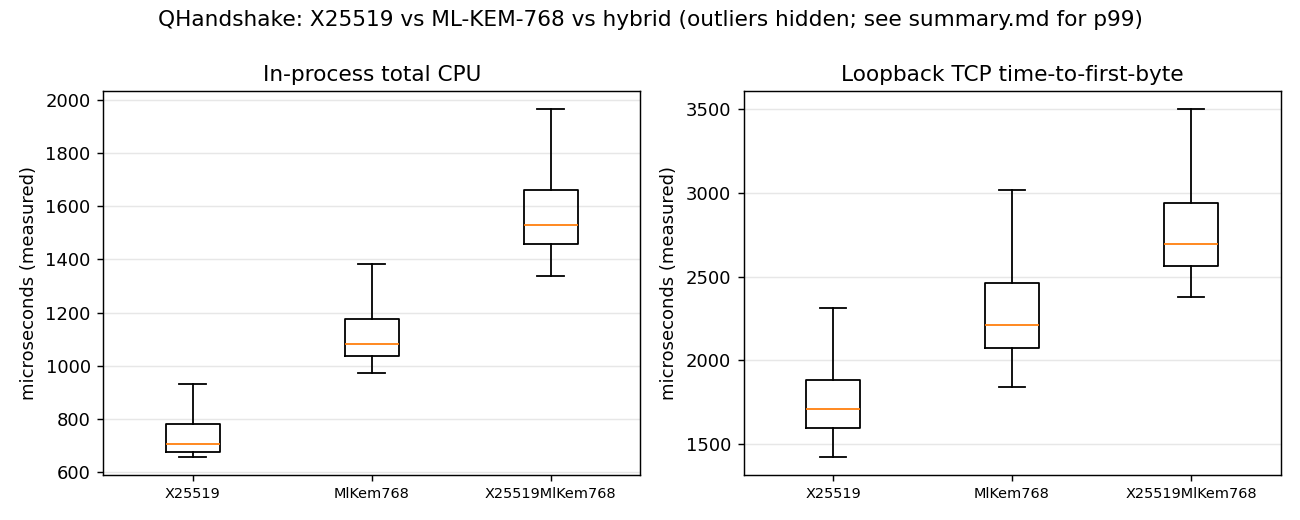 QHandshake: X25519 vs ML-KEM-768 vs hybrid (outliers hidden; see summary.md for p99)
In-process total CPU
microseconds (measured)
2000
1800
1600
1400
1200
1000
800
600
X25519
MlKem768
X25519MlKem768
Loopback TCP time-to-first-byte
microseconds (measured)
3500
3000
2500
2000
1500
X25519
MlKem768
X25519MlKem768